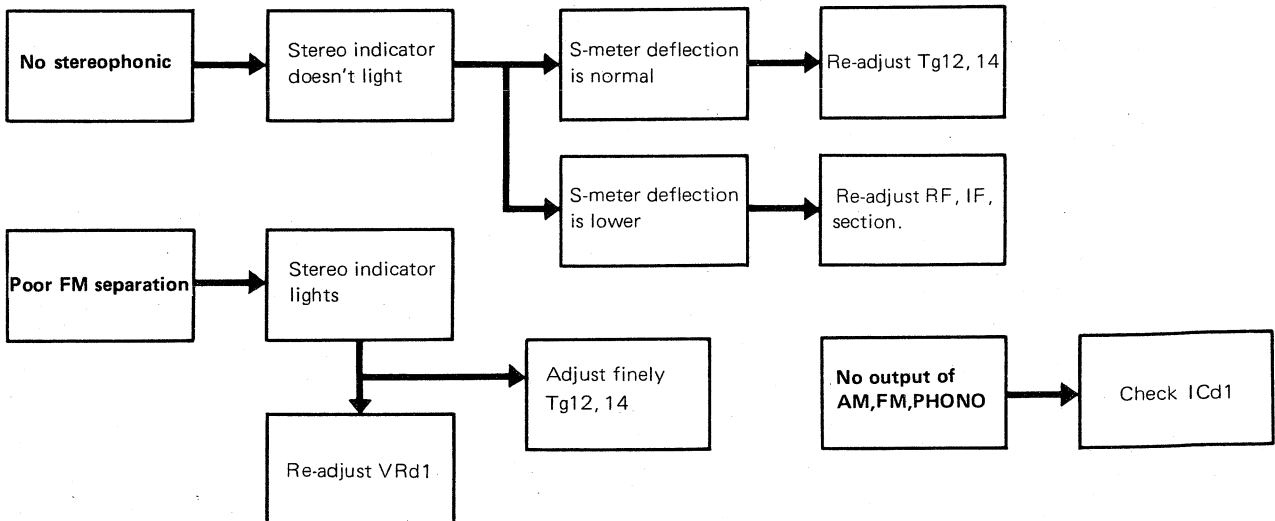 No stereophonic
Stereo indicator
doesn't light
S-meter deflection
is normal
Re-adjust Tg12, 14
S-meter deflection
is lower
Re-adjust RF, IF,
section.
Poor FM separation
Stereo indicator
lights
Adjust finely
Tg12, 14
Re-adjust VRd1
No output of
AM,FM,PHONO
Check ICd1